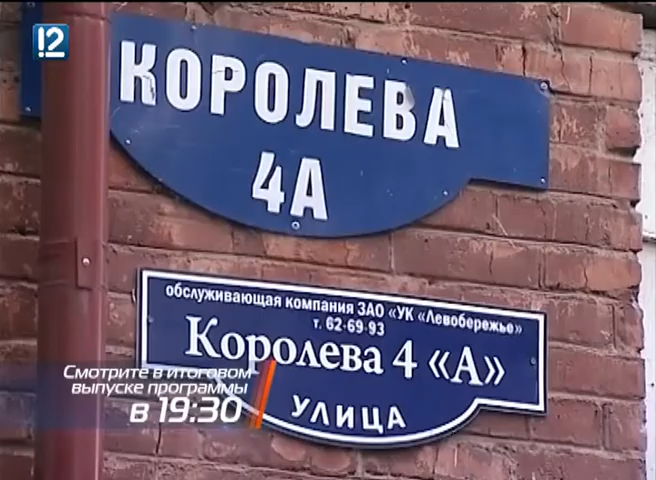 12
КОРОЛЕВА
4А
обслуживающая компания ЗАО «УК «Левобережье»
т. 62-69-93
Королева 4 «А»
УЛИЦА
Смотрите в итоговом
выпуске программы
в 19:30